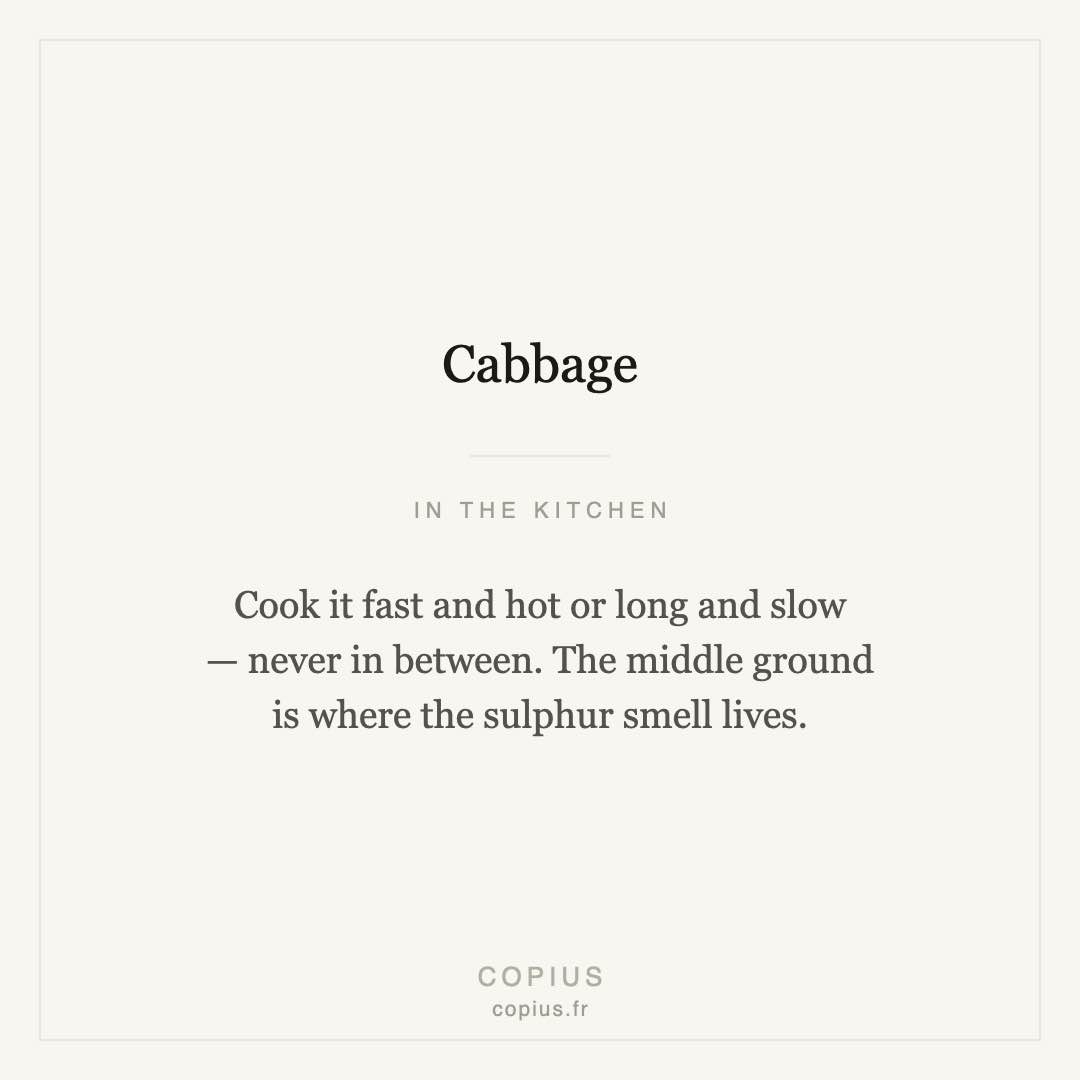 Cabbage
IN THE KITCHEN
Cook it fast and hot or long and slow
— never in between. The middle ground
is where the sulphur smell lives.
COPIUS
copius.fr